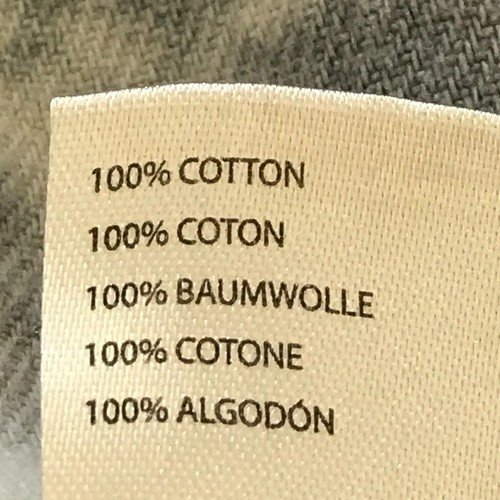 100% COTTON
100% COTON
100% BAUMWOLLE
100% COTONE
100% ALGODÓN